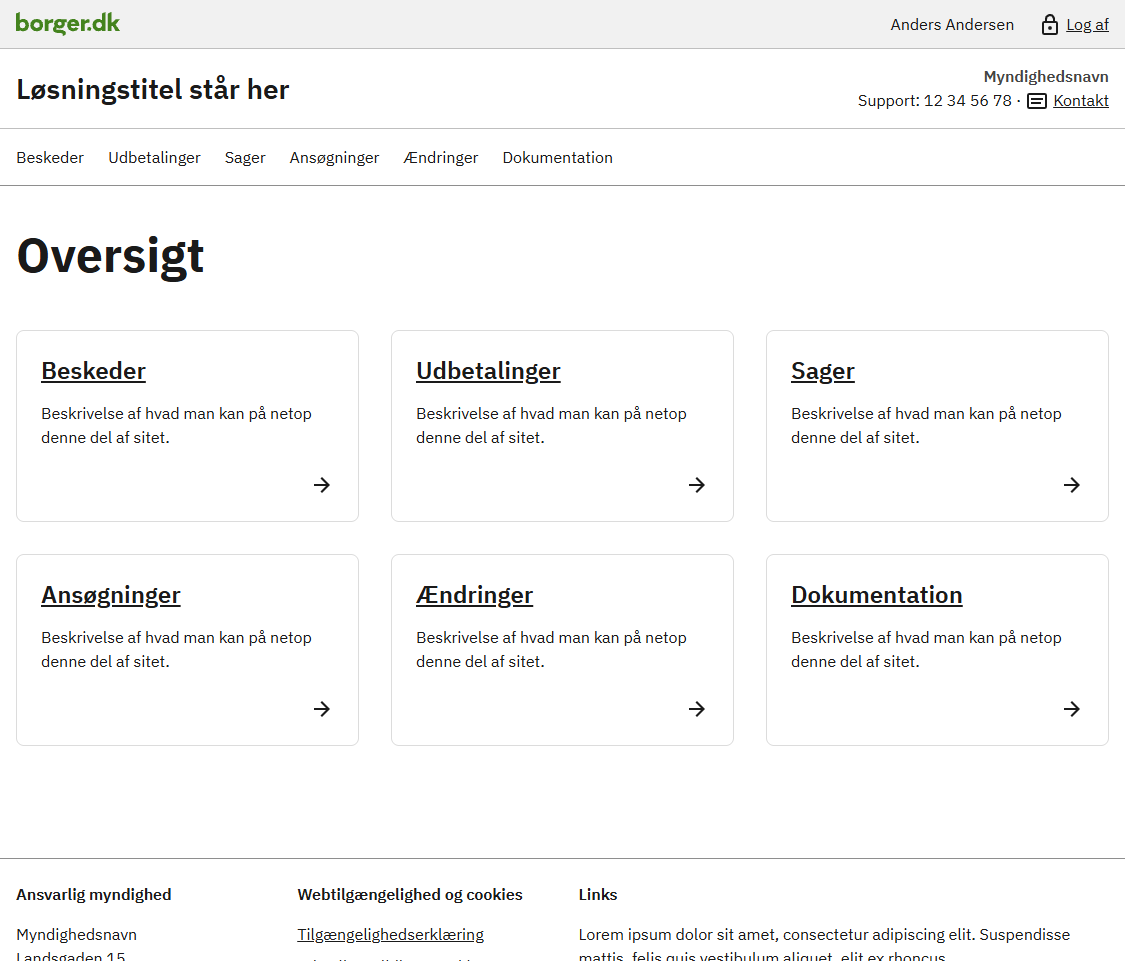 borger.dk
Anders Andersen
Log af
Løsningstitel står her
Myndighedsnavn
Support: 12 34 56 78 · Kontakt
Beskeder Udbetalinger Sager Ansøgninger Ændringer Dokumentation
Oversigt
Beskeder
Beskrivelse af hvad man kan på netop
denne del af sitet.
Udbetalinger
Beskrivelse af hvad man kan på netop
denne del af sitet.
Sager
Beskrivelse af hvad man kan på netop
denne del af sitet.
Ansøgninger
Beskrivelse af hvad man kan på netop
denne del af sitet.
Ændringer
Beskrivelse af hvad man kan på netop
denne del af sitet.
Dokumentation
Beskrivelse af hvad man kan på netop
denne del af sitet.
Ansvarlig myndighed
Myndighedsnavn
Landsgaden 15
Webtilgængelighed og cookies
Tilgængelighedserklæring
Links
Lorem ipsum dolor sit amet, consectetur adipiscing elit. Suspendisse
mattis, felis quis vestibulum aliquet, elit ex rhoncus